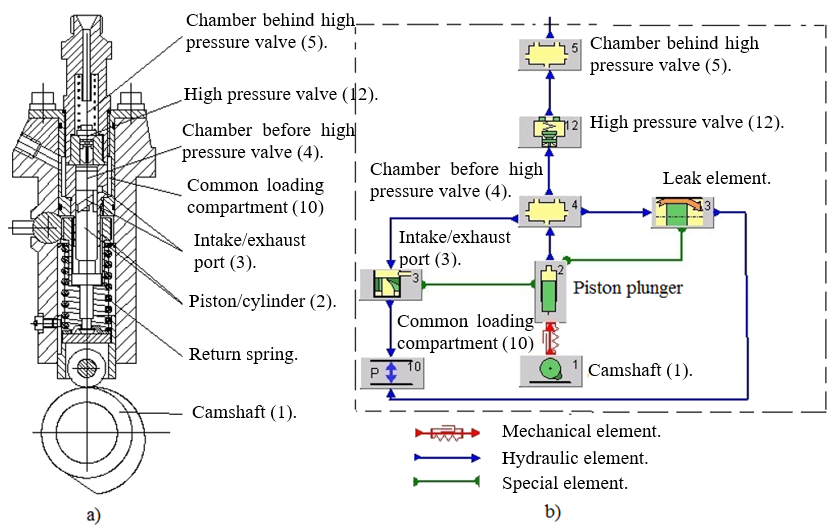 Chamber behind high
pressure valve (5).
High pressure valve (12).
Chamber before high
pressure valve (4).
Common loading
compartment (10)
Intake/exhaust
port (3).
Piston/cylinder (2).
Return spring.
Camshaft (1).
a)
5
Chamber behind high
pressure valve (5).
12
High pressure valve (12).
Chamber before high
pressure valve (4).
4
Leak element.
13
Intake/exhaust
port (3).
3
2
Piston plunger
Common loading
compartment (10)
P
10
1
Camshaft (1).
Mechanical element.
Hydraulic element.
Special element.
b)